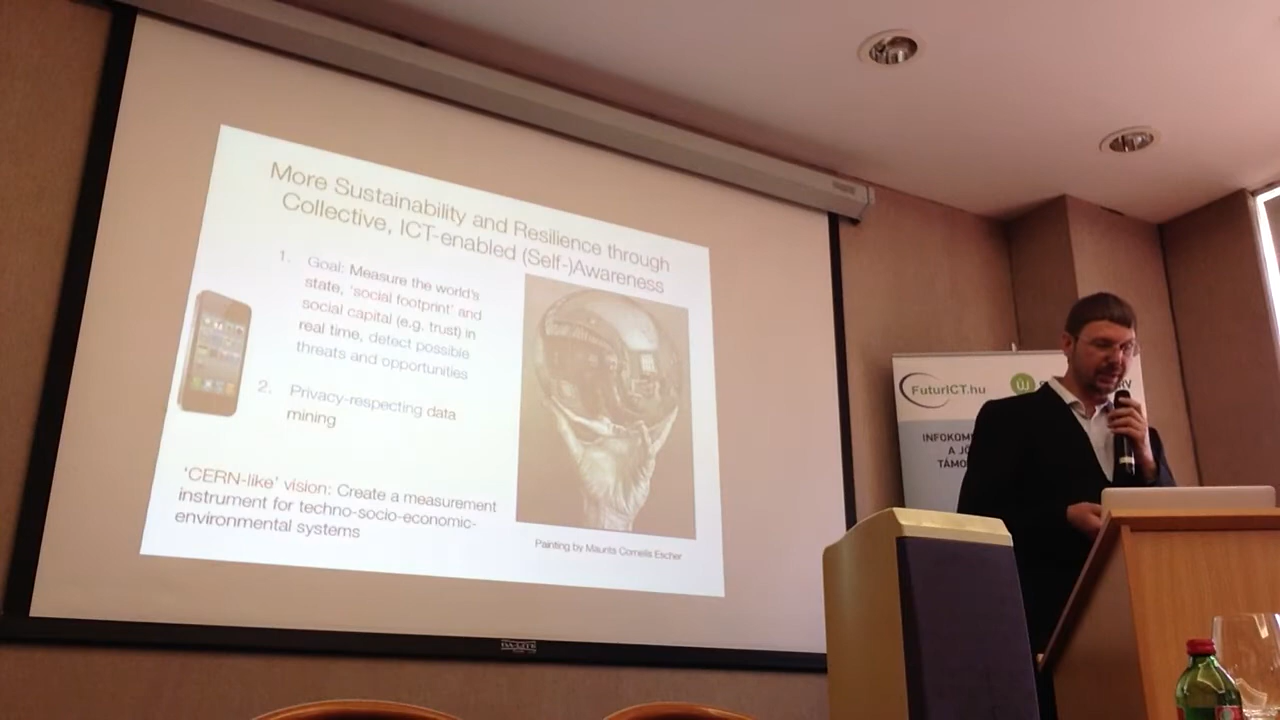 More Sustainability and Resilience through
Collective, ICT-enabled (Self-)Awareness
1. Goal: Measure the world's
state, 'social footprint' and
social capital (e.g. trust) in
real time, detect possible
threats and opportunities
2. Privacy-respecting data
mining
'CERN-like' vision: Create a measurement
instrument for techno-socio-economic-
environmental systems
Painting by Maurits Cornelis Escher
DA-LITE
FuturICT.hu
ÚJ
INFOKOM
A JÖ
TÁMO